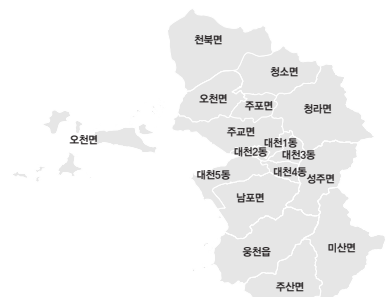 천북면
청소면
오천면
주포면
청라면
오천면
주교면
대천1동
대천2동
대천3동
대천4동
대천5동
성주면
남포면
웅천읍
미산면
주산면